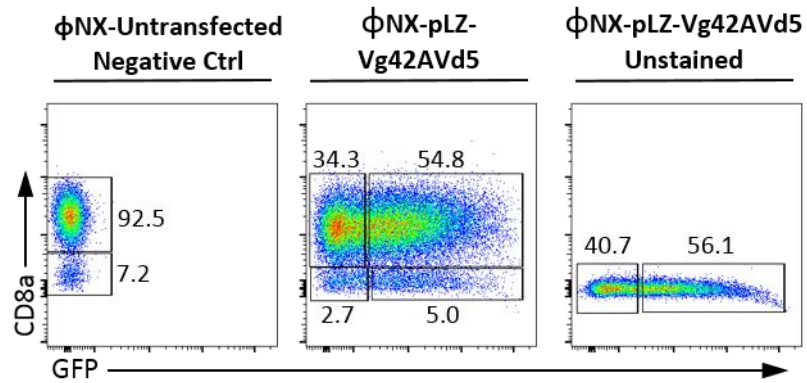 ϕNX-Untransfected
Negative Ctrl
ϕNX-pLZ-
Vg42AVd5
ϕNX-pLZ-Vg42AVd5
Unstained
92.5
7.2
34.3 54.8
2.7 5.0
40.7 56.1
CD8a
GFP